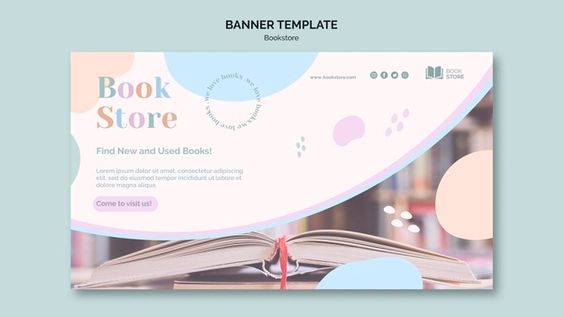 BANNER TEMPLATE
Bookstore
Book
Store
.we love books .we love books .we love books
www.bookstore.com
BOOK
STORE
Find New and Used Books!
Lorem ipsum dolor sit amet, consectetur adipiscing
elit, sed do eiusmod tempor incididunt ut labore et
dolore magna aliqua.
Come to visit us!